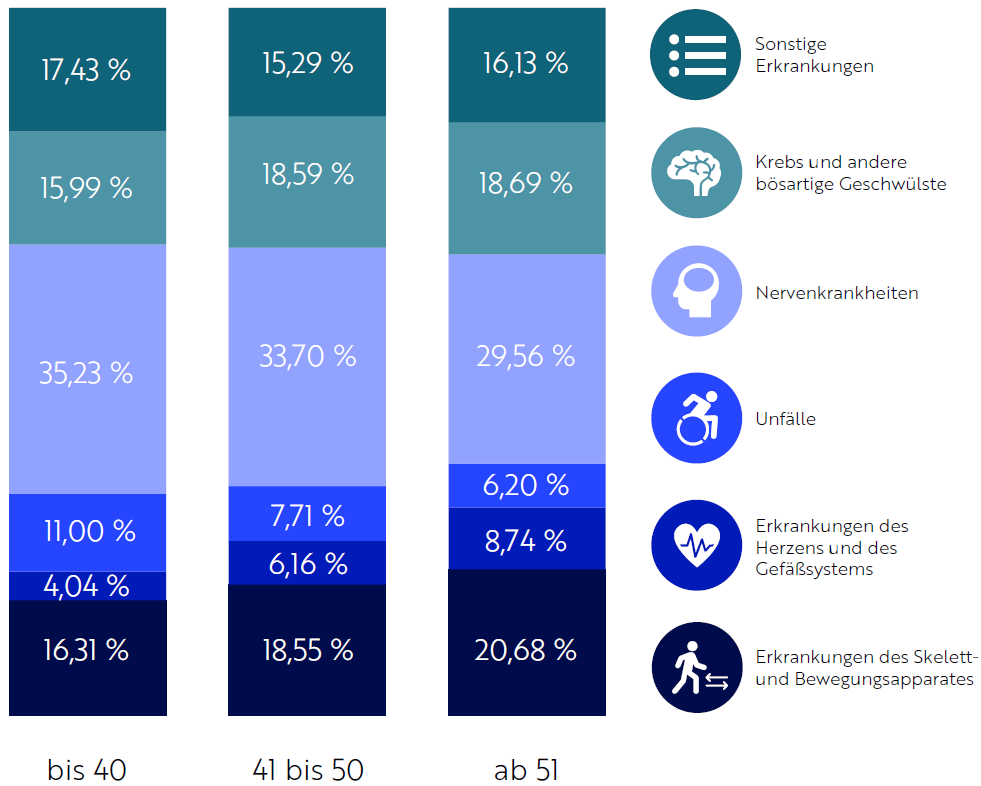 17,43 %
15,99 %
35,23 %
11,00 %
4,04 %
16,31 %
bis 40
15,29 %
18,59 %
33,70 %
7,71 %
6,16 %
18,55 %
41 bis 50
16,13 %
18,69 %
29,56 %
6,20 %
8,74 %
20,68 %
ab 51
Sonstige
Erkrankungen
Krebs und andere
bösartige Geschwülste
Nervenkrankheiten
Unfälle
Erkrankungen des
Herzens und des
Gefäßsystems
Erkrankungen des Skelett-
und Bewegungsapparates